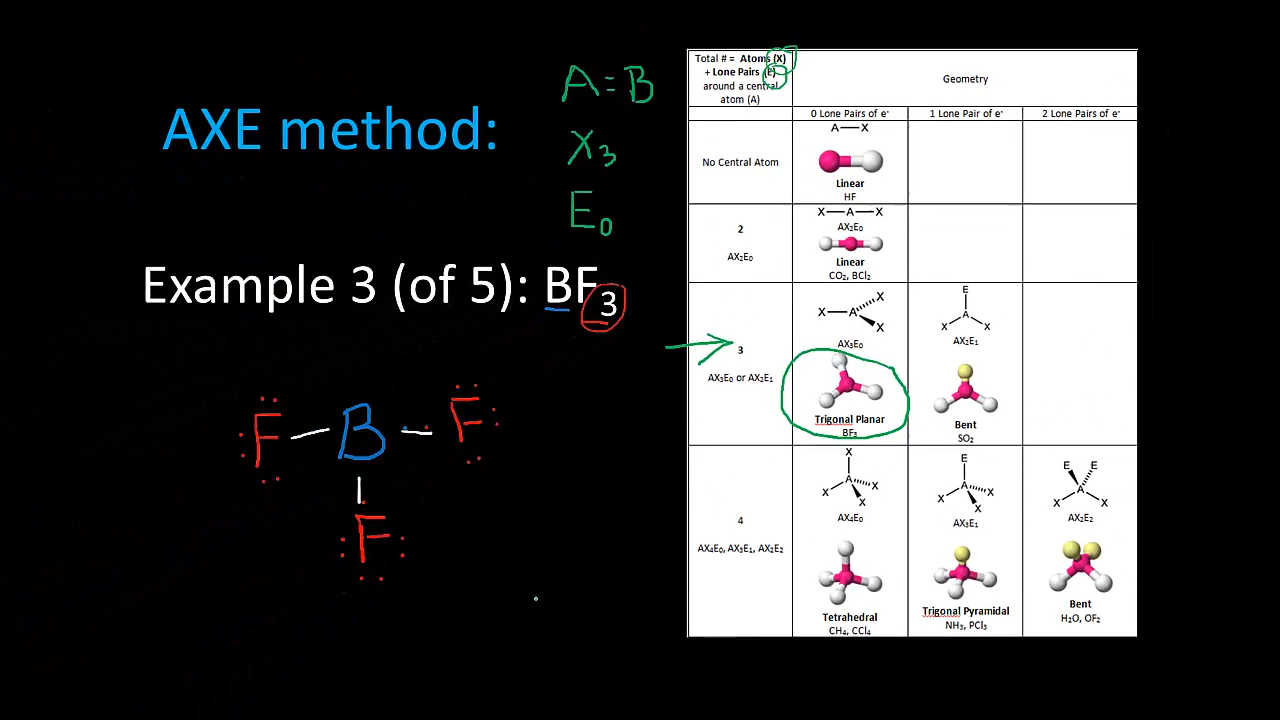 AXE method:
A = B
X₃
E₀
Example 3 (of 5): BF₃
F – B – F
F
Total # = Atoms (X)
+ Lone Pairs (E)
around a central
atom (A)
Geometry
0 Lone Pairs of e⁻
1 Lone Pair of e⁻
2 Lone Pairs of e⁻
No Central Atom
A—X
Linear
HF
2
AX₂E₀
X—A—X
AX₂E₀
Linear
CO₂, BCl₂
3
AX₃E₀ or AX₂E₁
X
X—A
X
AX₃E₀
Trigonal Planar
BF₃
E
A
X X
AX₂E₁
Bent
SO₂
4
AX₄E₀, AX₃E₁, AX₂E₂
X
A
X X
X
AX₄E₀
Tetrahedral
CH₄, CCl₄
E
A
X X
X
AX₃E₁
Trigonal Pyramidal
NH₃, PCl₃
E E
A
X X
AX₂E₂
Bent
H₂O, OF₂